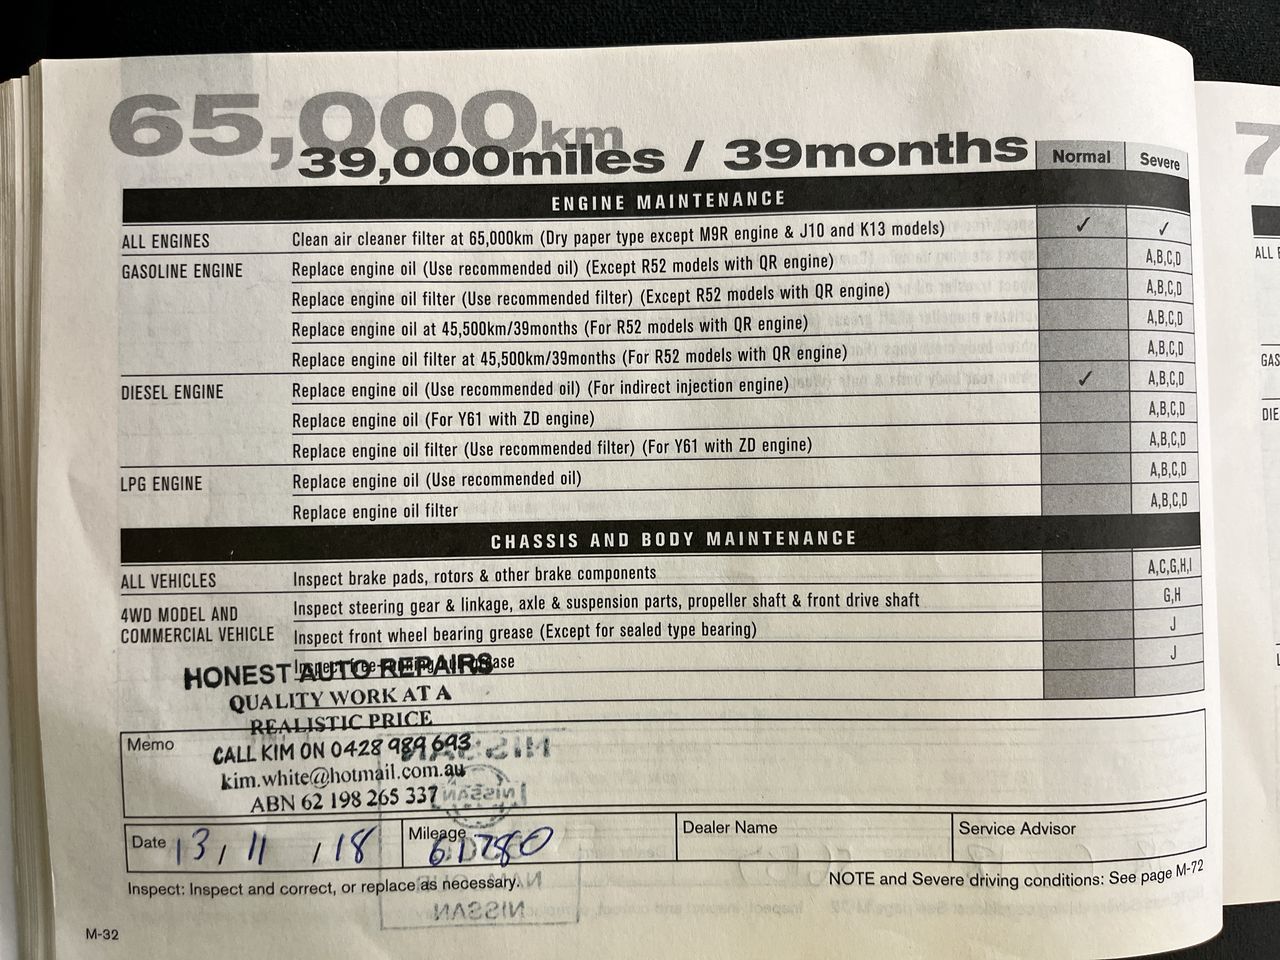 65,000km
39,000miles / 39months Normal Severe
ENGINE MAINTENANCE
ALL ENGINES Clean air cleaner filter at 65,000km (Dry paper type except M9R engine & J10 and K13 models) ✓ ✓
GASOLINE ENGINE Replace engine oil (Use recommended oil) (Except R52 models with QR engine) A,B,C,D
Replace engine oil filter (Use recommended filter) (Except R52 models with QR engine) A,B,C,D
Replace engine oil at 45,500km/39months (For R52 models with QR engine) A,B,C,D
Replace engine oil filter at 45,500km/39months (For R52 models with QR engine) A,B,C,D
DIESEL ENGINE Replace engine oil (Use recommended oil) (For indirect injection engine) ✓ A,B,C,D
Replace engine oil (For Y61 with ZD engine) A,B,C,D
Replace engine oil filter (Use recommended filter) (For Y61 with ZD engine) A,B,C,D
LPG ENGINE Replace engine oil (Use recommended oil) A,B,C,D
Replace engine oil filter A,B,C,D
CHASSIS AND BODY MAINTENANCE
ALL VEHICLES Inspect brake pads, rotors & other brake components A,C,G,H,I
4WD MODEL AND COMMERCIAL VEHICLE Inspect steering gear & linkage, axle & suspension parts, propeller shaft & front drive shaft G,H
Inspect front wheel bearing grease (Except for sealed type bearing) J
Inspect free-running hub grease J
HONEST AUTO REPAIRS
QUALITY WORK AT A
REALISTIC PRICE
Memo
CALL KIM ON 0428 989 693
kim.white@hotmail.com.au
ABN 62 198 265 337
Date 13 / 11 / 18 Mileage 61780 Dealer Name Service Advisor
Inspect: Inspect and correct, or replace as necessary. NOTE and Severe driving conditions: See page M-72
M-32
7
ALL E
GAS
DIE